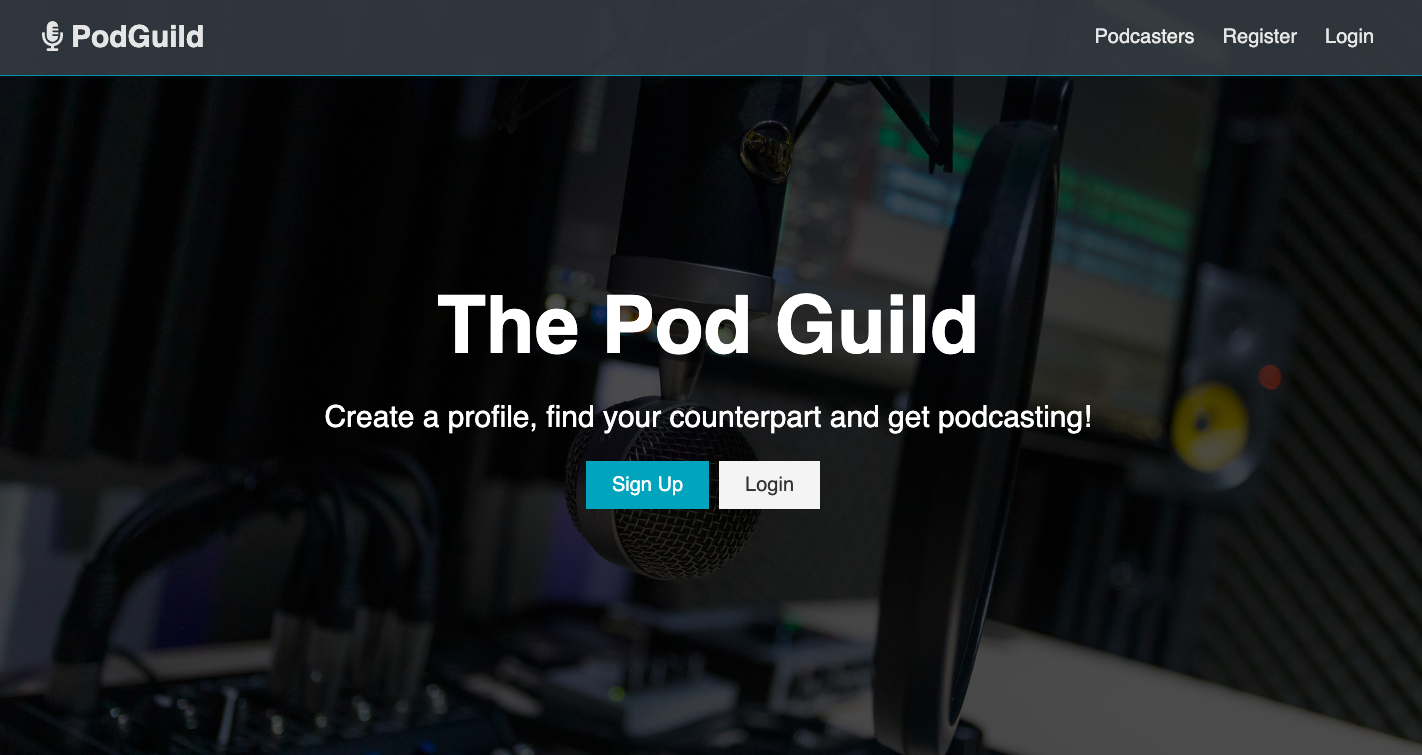 PodGuild
Podcasters Register Login
The Pod Guild
Create a profile, find your counterpart and get podcasting!
Sign Up Login